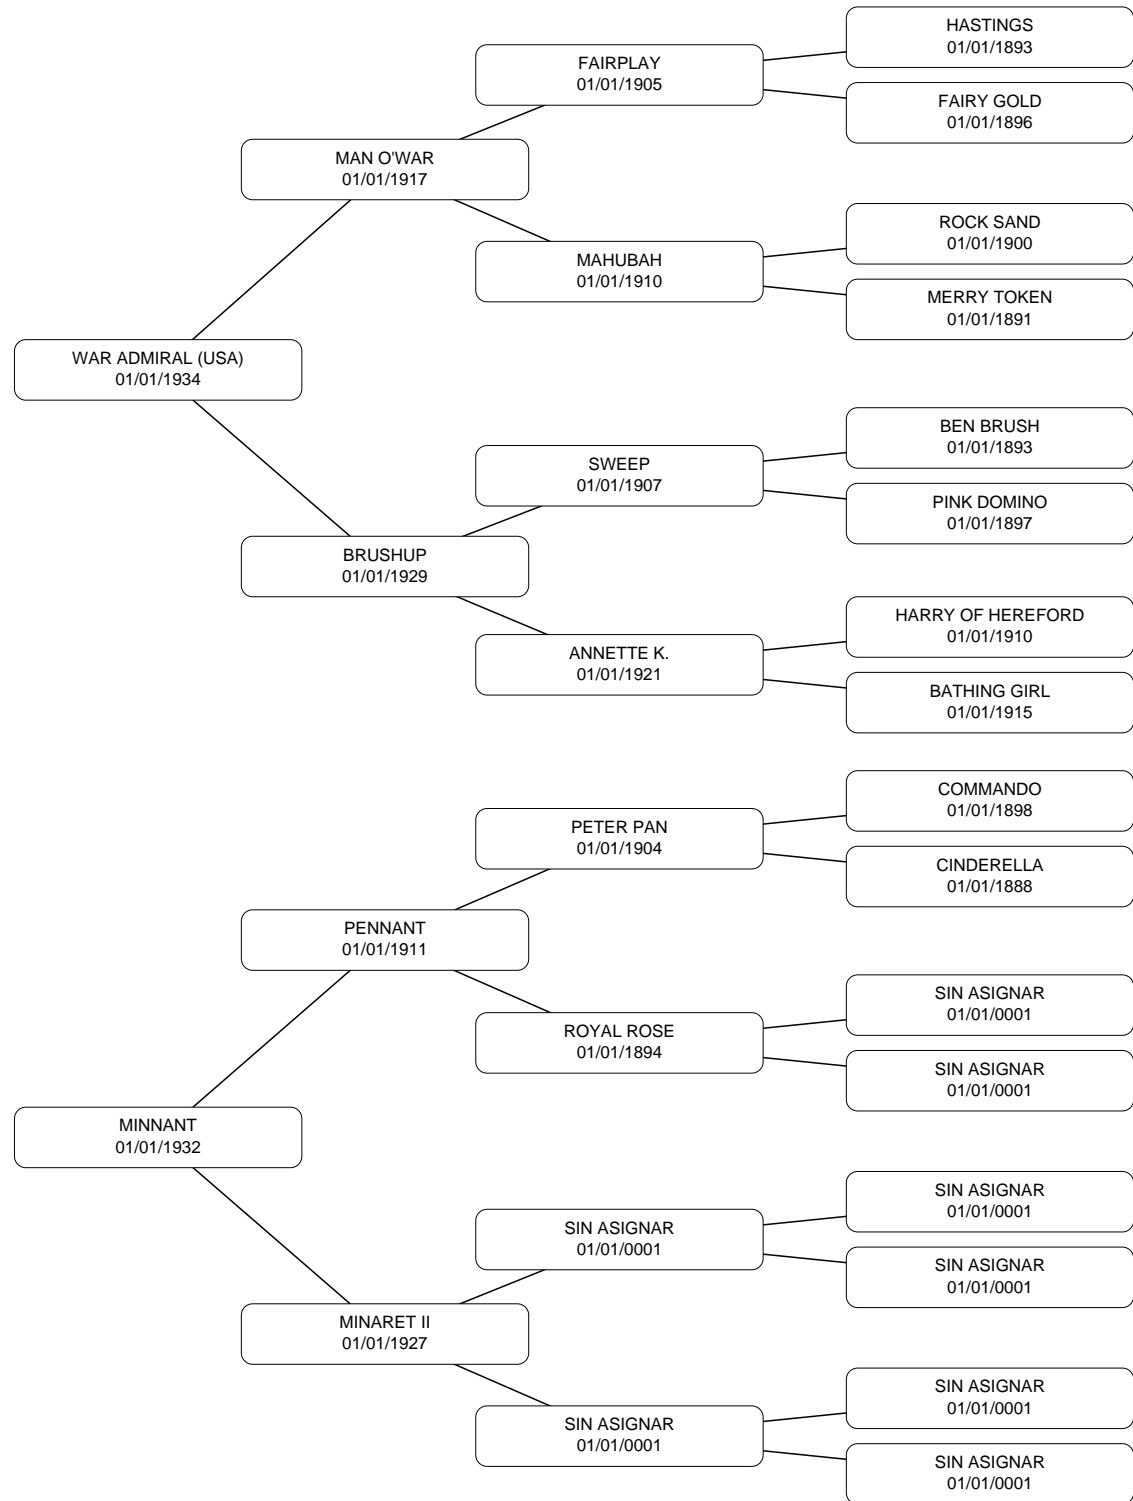 HASTINGS
01/01/1893
FAIRPLAY
01/01/1905
FAIRY GOLD
01/01/1896
MAN O'WAR
01/01/1917
ROCK SAND
01/01/1900
MAHUBAH
01/01/1910
MERRY TOKEN
01/01/1891
WAR ADMIRAL (USA)
01/01/1934
BEN BRUSH
01/01/1893
SWEEP
01/01/1907
PINK DOMINO
01/01/1897
BRUSHUP
01/01/1929
HARRY OF HEREFORD
01/01/1910
ANNETTE K.
01/01/1921
BATHING GIRL
01/01/1915
COMMANDO
01/01/1898
PETER PAN
01/01/1904
CINDERELLA
01/01/1888
PENNANT
01/01/1911
SIN ASIGNAR
01/01/0001
ROYAL ROSE
01/01/1894
SIN ASIGNAR
01/01/0001
MINNANT
01/01/1932
SIN ASIGNAR
01/01/0001
SIN ASIGNAR
01/01/0001
SIN ASIGNAR
01/01/0001
MINARET II
01/01/1927
SIN ASIGNAR
01/01/0001
SIN ASIGNAR
01/01/0001
SIN ASIGNAR
01/01/0001